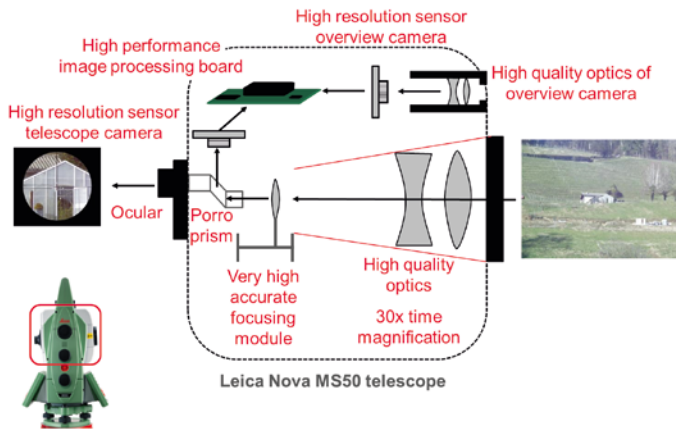 High resolution sensor
overview camera
High performance
image processing board
High quality optics of
overview camera
High resolution sensor
telescope camera
Ocular
Porro
prism
Very high
accurate
focusing
module
High quality
optics
30x time
magnification
Leica Nova MS50 telescope